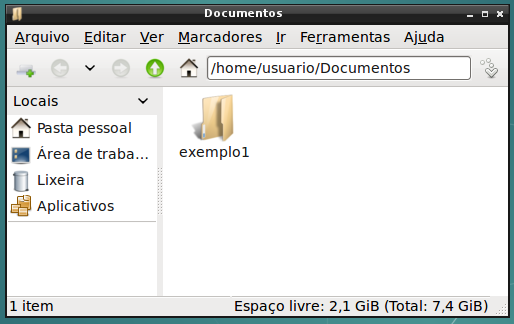 Documentos
Arquivo Editar Ver Marcadores Ir Ferramentas Ajuda
/home/usuario/Documentos
Locais
Pasta pessoal
Área de traba...
Lixeira
Aplicativos
exemplo1
1 item
Espaço livre: 2,1 GiB (Total: 7,4 GiB)